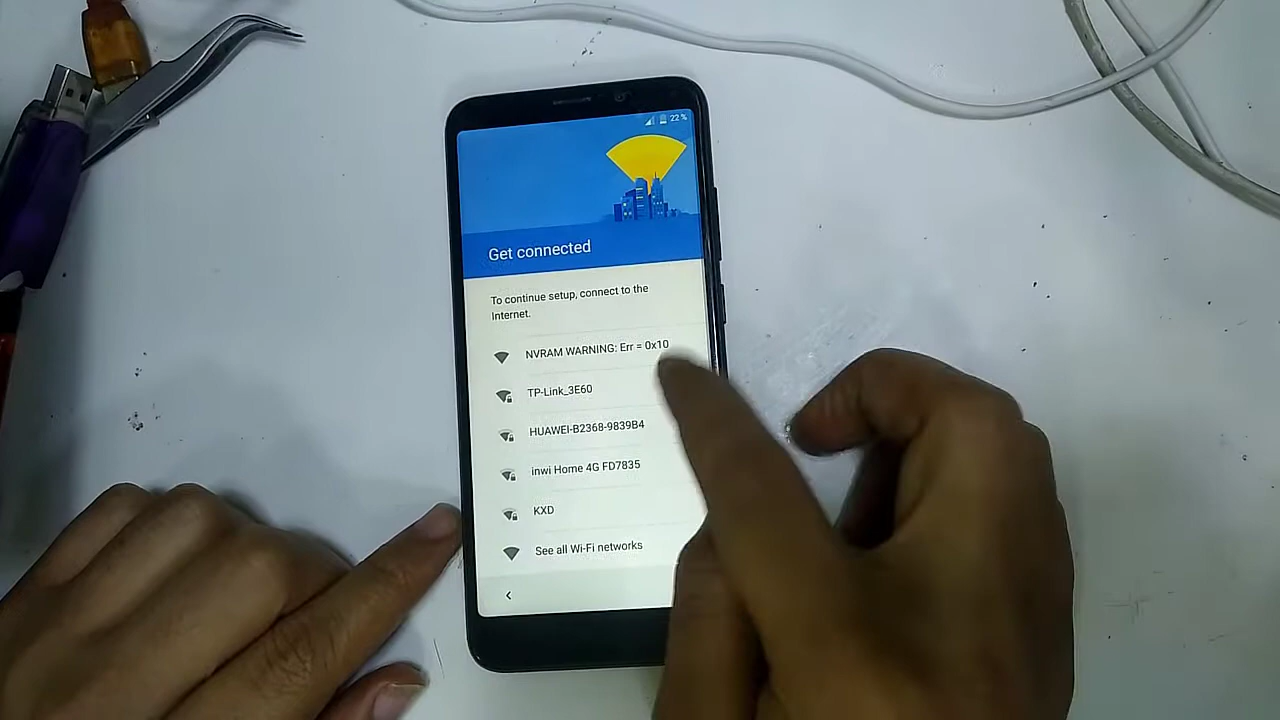 22 %
Get connected
To continue setup, connect to the
Internet.
NVRAM WARNING: Err = 0x10
TP-Link_3E60
HUAWEI-B2368-9839B4
inwi Home 4G FD7835
KXD
See all Wi-Fi networks